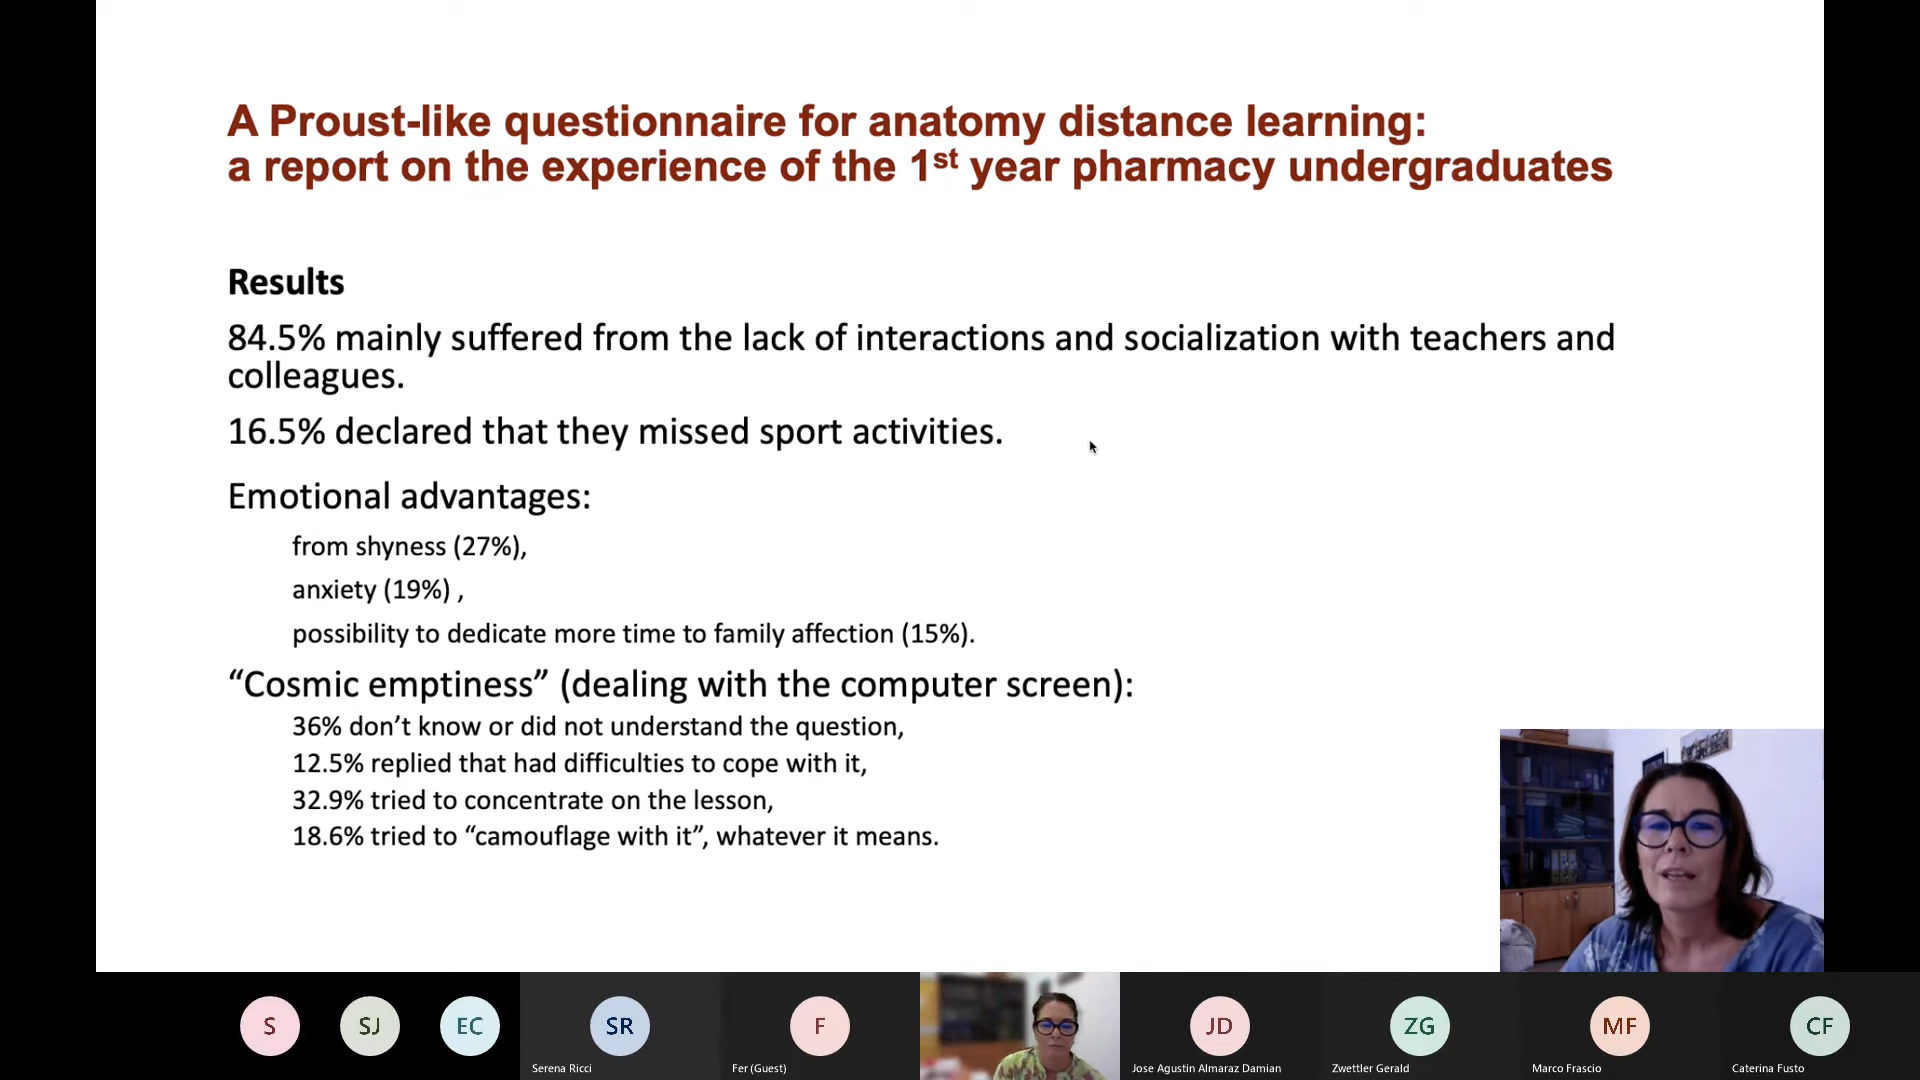 A Proust-like questionnaire for anatomy distance learning:
a report on the experience of the 1st year pharmacy undergraduates
Results
84.5% mainly suffered from the lack of interactions and socialization with teachers and
colleagues.
16.5% declared that they missed sport activities.
Emotional advantages:
from shyness (27%),
anxiety (19%) ,
possibility to dedicate more time to family affection (15%).
“Cosmic emptiness” (dealing with the computer screen):
36% don’t know or did not understand the question,
12.5% replied that had difficulties to cope with it,
32.9% tried to concentrate on the lesson,
18.6% tried to “camouflage with it”, whatever it means.
S
SJ
EC
SR
F
JD
ZG
MF
CF
Serena Ricci
Fer (Guest)
Jose Agustin Almaraz Damian
Zwettler Gerald
Marco Frascio
Caterina Fusto